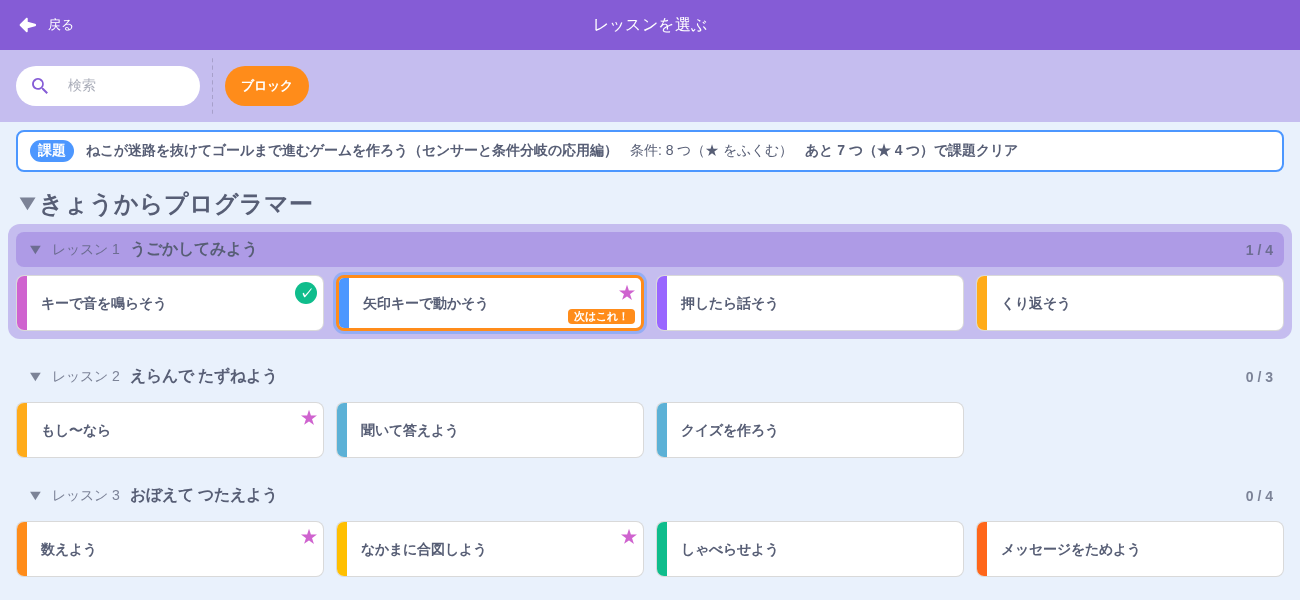 戻る
レッスンを選ぶ
検索
ブロック
課題 ねこが迷路を抜けてゴールまで進むゲームを作ろう（センサーと条件分岐の応用編） 条件: 8 つ（★ をふくむ） あと 7 つ（★ 4 つ）で課題クリア
▼きょうからプログラマー
▼ レッスン 1 うごかしてみよう 1 / 4
キーで音を鳴らそう ✓
矢印キーで動かそう ★
次はこれ！
押したら話そう
くり返そう
▼ レッスン 2 えらんで たずねよう 0 / 3
もし〜なら ★
聞いて答えよう
クイズを作ろう
▼ レッスン 3 おぼえて つたえよう 0 / 4
数えよう ★
なかまに合図しよう ★
しゃべらせよう
メッセージをためよう